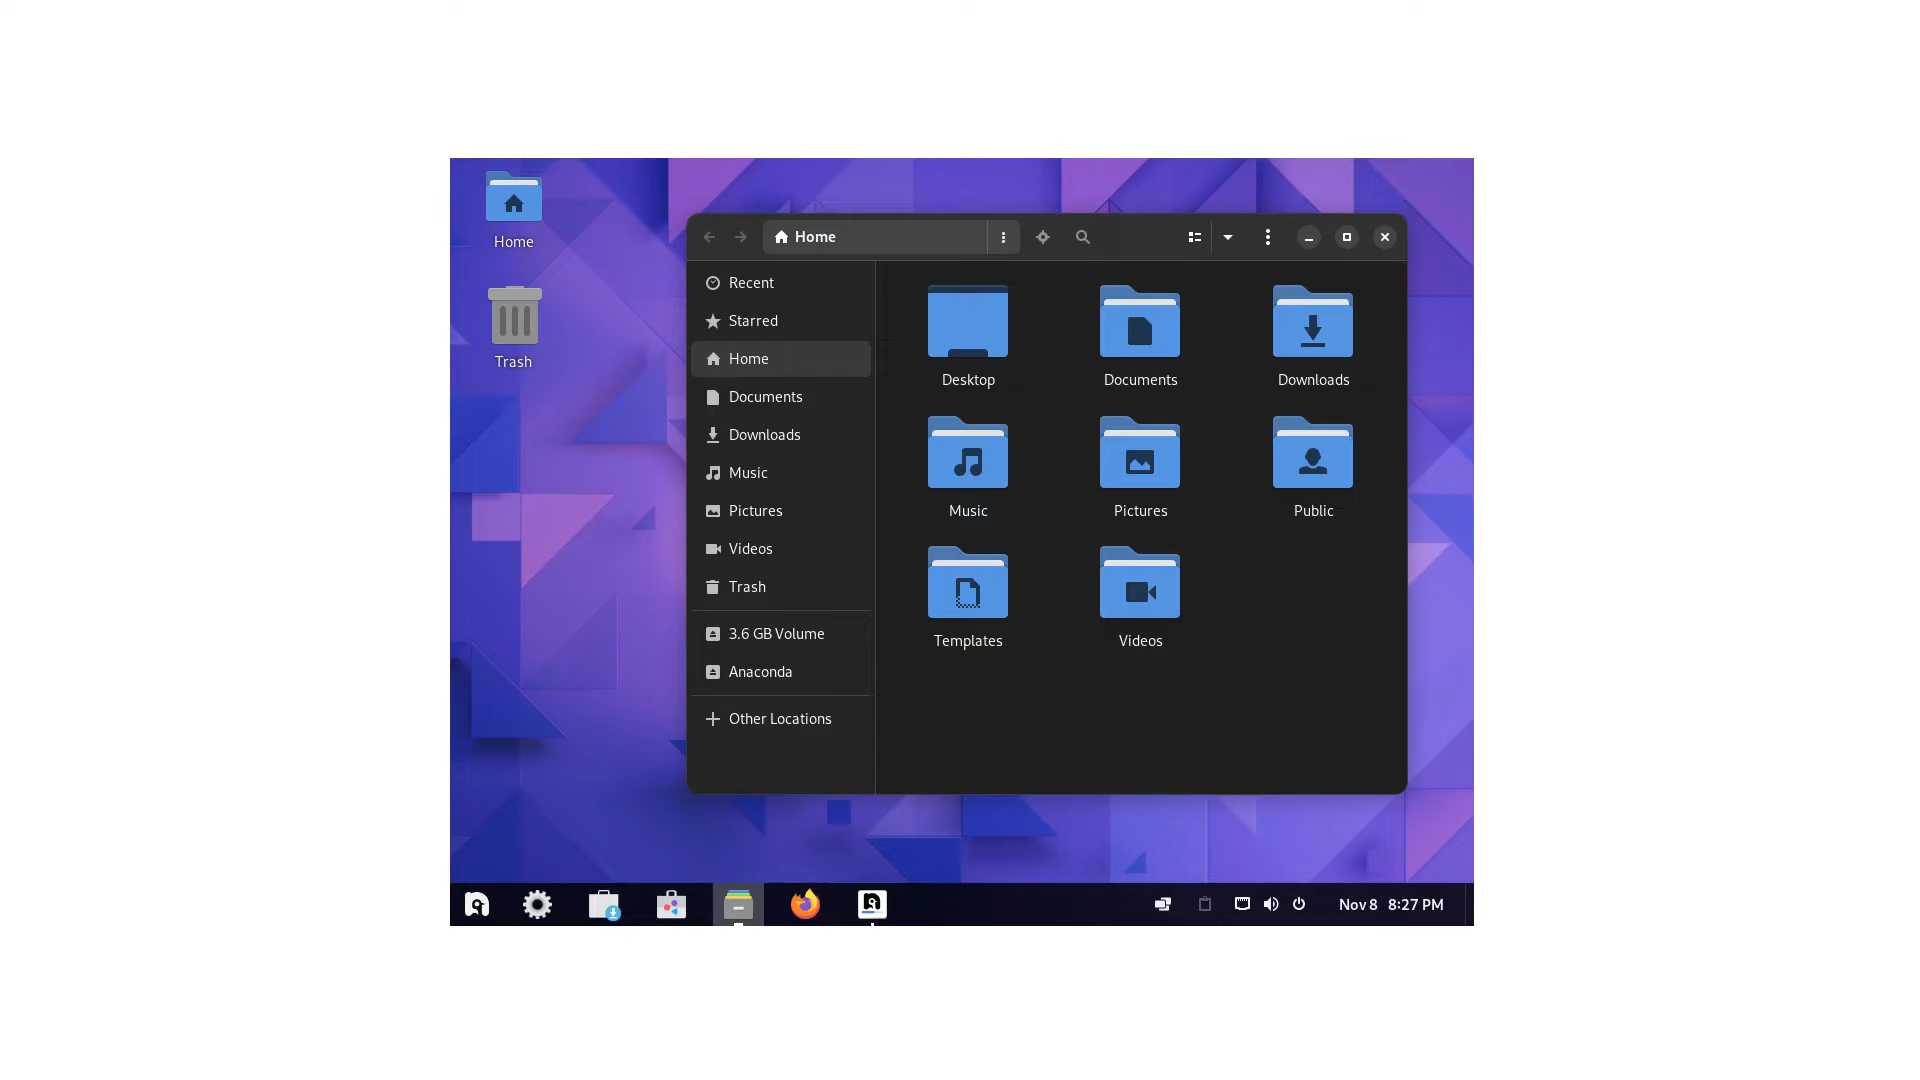 Home
Trash
Home
Recent
Starred
Home
Documents
Downloads
Music
Pictures
Videos
Trash
3.6 GB Volume
Anaconda
Other Locations
Desktop
Documents
Downloads
Music
Pictures
Public
Templates
Videos
Nov 8 8:27 PM